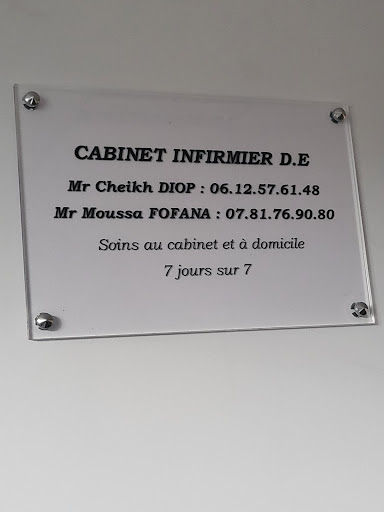 CABINET INFIRMIER D.E
Mr Cheikh DIOP : 06.12.57.61.48
Mr Moussa FOFANA : 07.81.76.90.80
Soins au cabinet et à domicile
7 jours sur 7